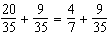 20/35 + 9/35 = 4/7 + 9/35